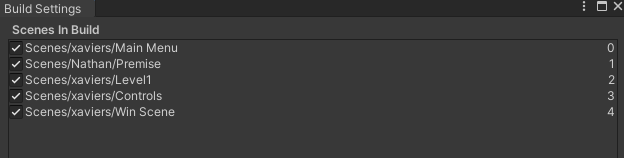 Build Settings
Scenes In Build
Scenes/xaviers/Main Menu 0
Scenes/Nathan/Premise 1
Scenes/xaviers/Level1 2
Scenes/xaviers/Controls 3
Scenes/xaviers/Win Scene 4